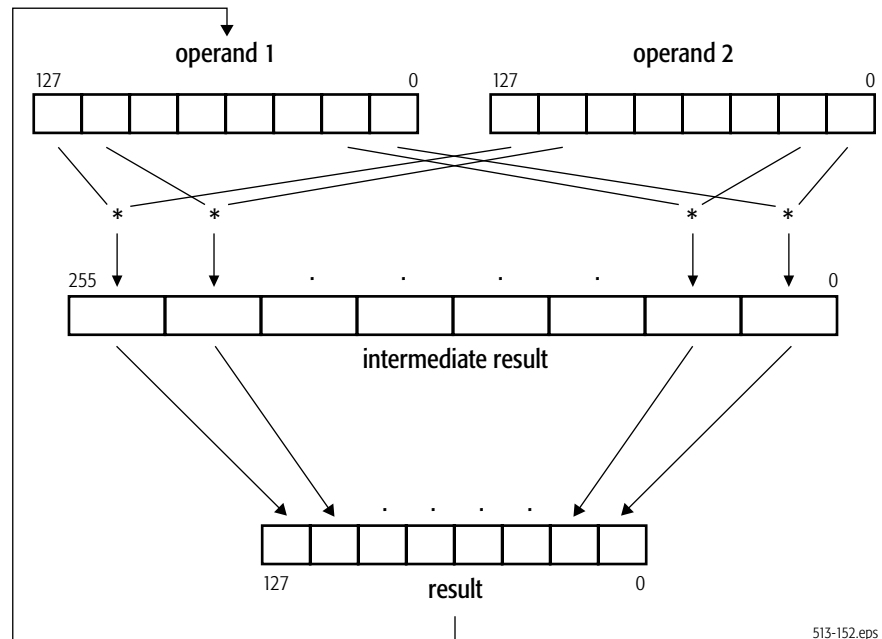 operand 1 operand 2
127 0 127 0
* * * *
255 . . . . 0
intermediate result
. . . .
127 result 0
513-152.eps